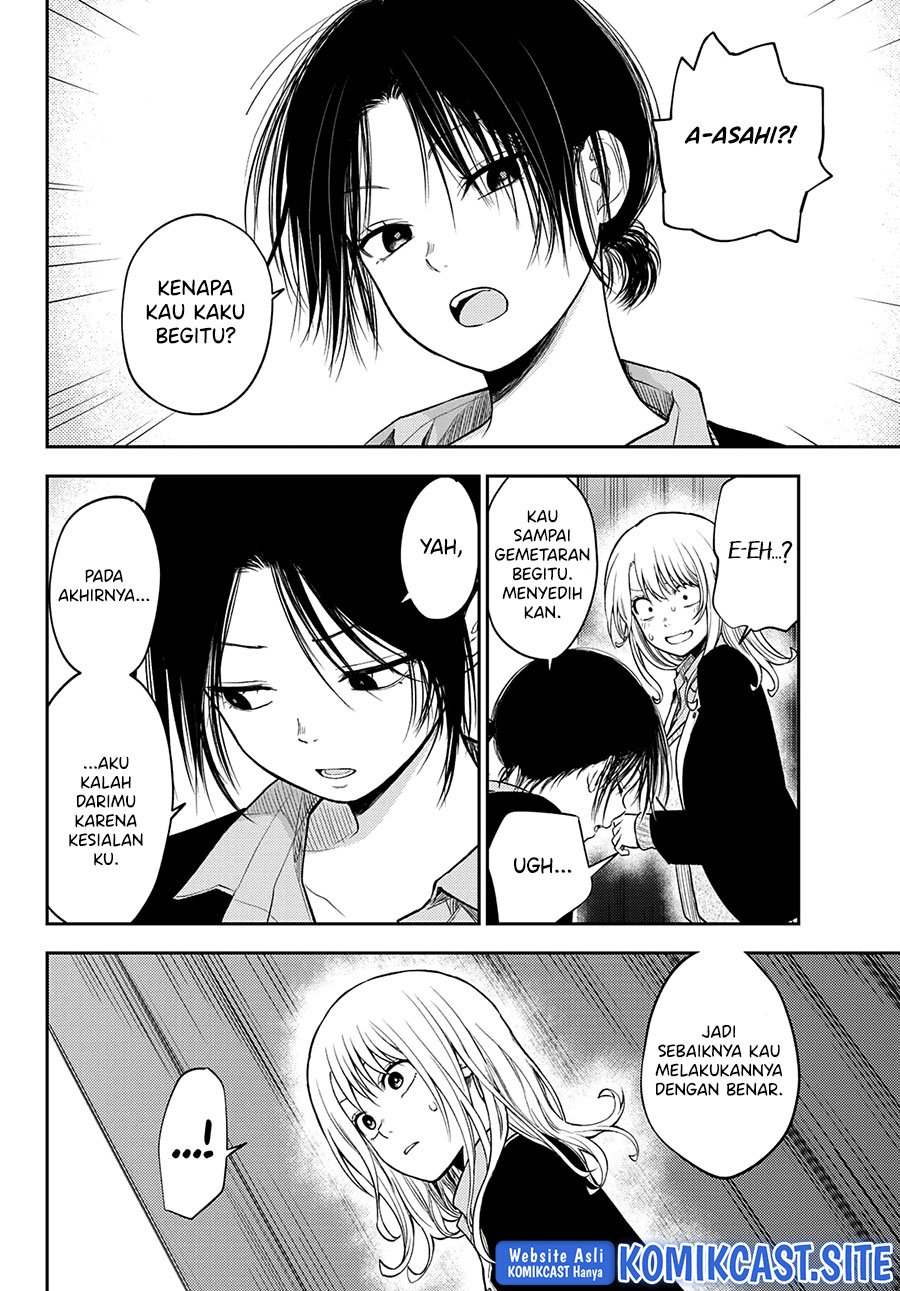 A-ASAHI?!
KENAPA
KAU KAKU
BEGITU?
E-EH...?
KAU
SAMPAI
GEMETARAN
BEGITU.
MENYEDIH
KAN.
UGH...
YAH,
PADA
AKHIRNYA...
...AKU
KALAH
DARIMU
KARENA
KESIALAN
KU.
JADI
SEBAIKNYA KAU
MELAKUKANNYA
DENGAN BENAR.
....!
Website Asli
KOMIKCAST Hanya
KOMIKCAST.SITE